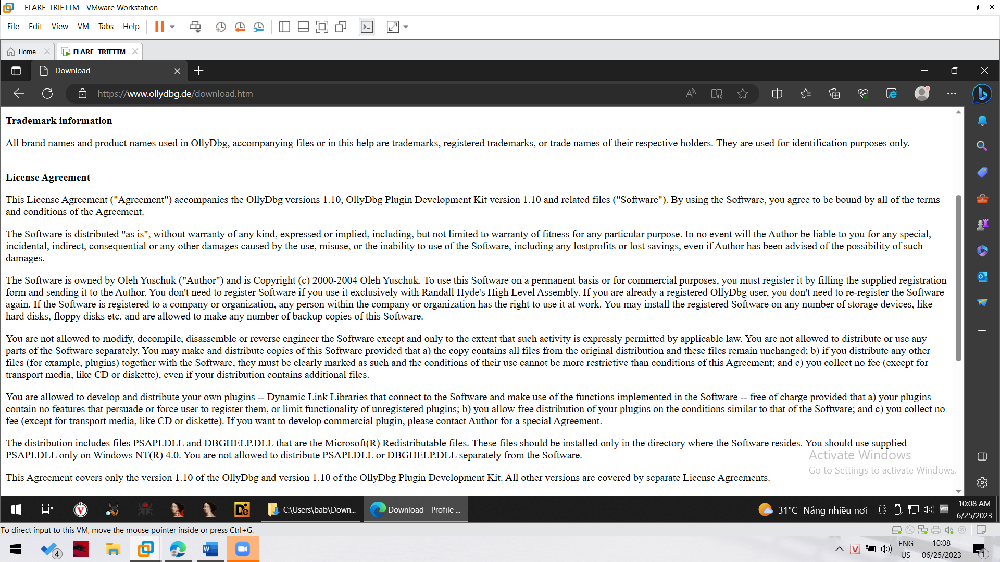 FLARE_TRIETTM - VMware Workstation
File Edit View VM Tabs Help
Home FLARE_TRIETTM
Download
https://www.ollydbg.de/download.htm
Trademark information
All brand names and product names used in OllyDbg, accompanying files or in this help are trademarks, registered trademarks, or trade names of their respective holders. They are used for identification purposes only.
License Agreement
This License Agreement ("Agreement") accompanies the OllyDbg versions 1.10, OllyDbg Plugin Development Kit version 1.10 and related files ("Software"). By using the Software, you agree to be bound by all of the terms
and conditions of the Agreement.
The Software is distributed "as is", without warranty of any kind, expressed or implied, including, but not limited to warranty of fitness for any particular purpose. In no event will the Author be liable to you for any special,
incidental, indirect, consequential or any other damages caused by the use, misuse, or the inability to use of the Software, including any lostprofits or lost savings, even if Author has been advised of the possibility of such
damages.
The Software is owned by Oleh Yuschuk ("Author") and is Copyright (c) 2000-2004 Oleh Yuschuk. To use this Software on a permanent basis or for commercial purposes, you must register it by filling the supplied registration
form and sending it to the Author. You don't need to register Software if you use it exclusively with Randall Hyde's High Level Assembly. If you are already a registered OllyDbg user, you don't need to re-register the Software
again. If the Software is registered to a company or organization, any person within the company or organization has the right to use it at work. You may install the registered Software on any number of storage devices, like
hard disks, floppy disks etc. and are allowed to make any number of backup copies of this Software.
You are not allowed to modify, decompile, disassemble or reverse engineer the Software except and only to the extent that such activity is expressly permitted by applicable law. You are not allowed to distribute or use any
parts of the Software separately. You may make and distribute copies of this Software provided that a) the copy contains all files from the original distribution and these files remain unchanged; b) if you distribute any other
files (for example, plugins) together with the Software, they must be clearly marked as such and the conditions of their use cannot be more restrictive than conditions of this Agreement; and c) you collect no fee (except for
transport media, like CD or diskette), even if your distribution contains additional files.
You are allowed to develop and distribute your own plugins -- Dynamic Link Libraries that connect to the Software and make use of the functions implemented in the Software -- free of charge provided that a) your plugins
contain no features that persuade or force user to register them, or limit functionality of unregistered plugins; b) you allow free distribution of your plugins on the conditions similar to that of the Software; and c) you collect no
fee (except for transport media, like CD or diskette). If you want to develop commercial plugin, please contact Author for a special Agreement.
The distribution includes files PSAPI.DLL and DBGHELP.DLL that are the Microsoft(R) Redistributable files. These files should be installed only in the directory where the Software resides. You should use supplied
PSAPI.DLL only on Windows NT(R) 4.0. You are not allowed to distribute PSAPI.DLL or DBGHELP.DLL separately from the Software.
Activate Windows
Go to Settings to activate Windows.
This Agreement covers only the version 1.10 of the OllyDbg and version 1.10 of the OllyDbg Plugin Development Kit. All other versions are covered by separate License Agreements.
V 64 De C:\Users\bab\Down... Download - Profile ... 31°C Nắng nhiều nơi vm 10:08 AM
6/25/2023
To direct input to this VM, move the mouse pointer inside or press Ctrl+G.
4 W V ENG 10:08 1
US 06/25/2023